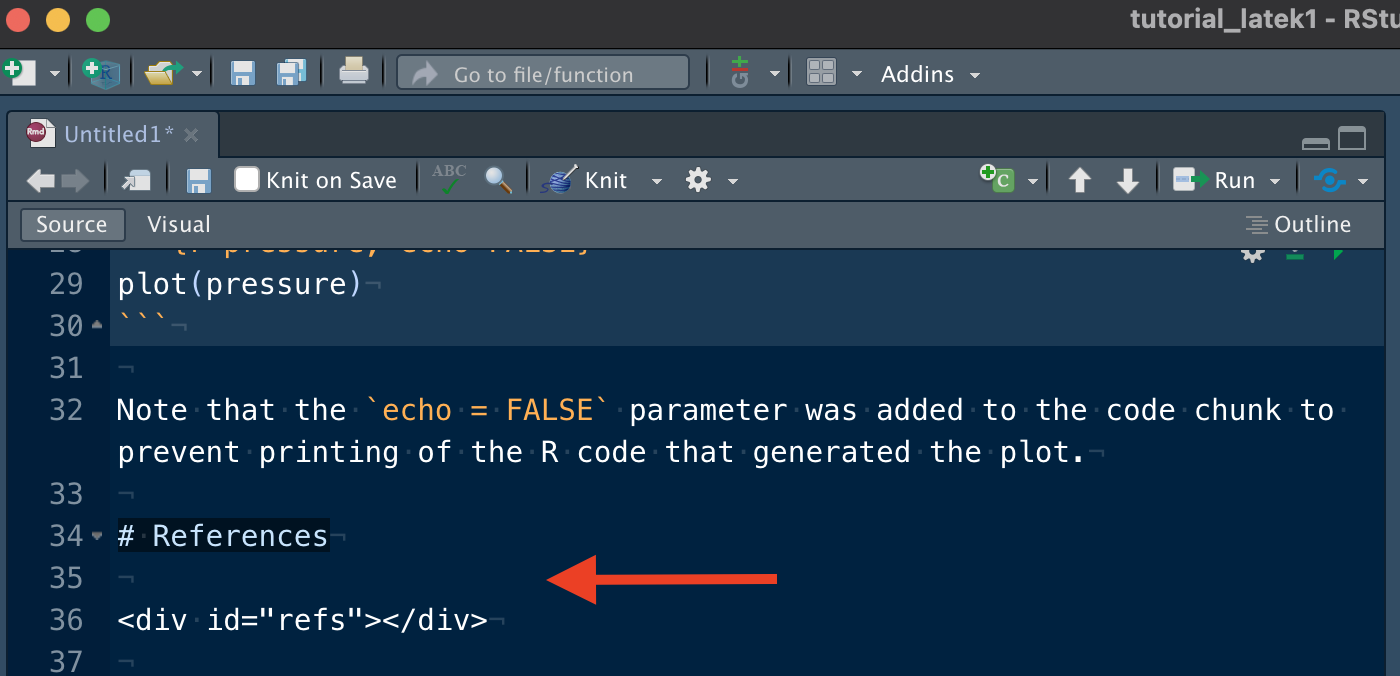 tutorial_latek1 - RStu
Go to file/function
Addins
Rmd
Untitled1*
Knit on Save
ABC
Knit
C
Run
Source
Visual
Outline
29 plot(pressure)
30 ```
31
32 Note that the `echo = FALSE` parameter was added to the code chunk to
prevent printing of the R code that generated the plot.
33
34 # References
35
36 <div id="refs"></div>
37